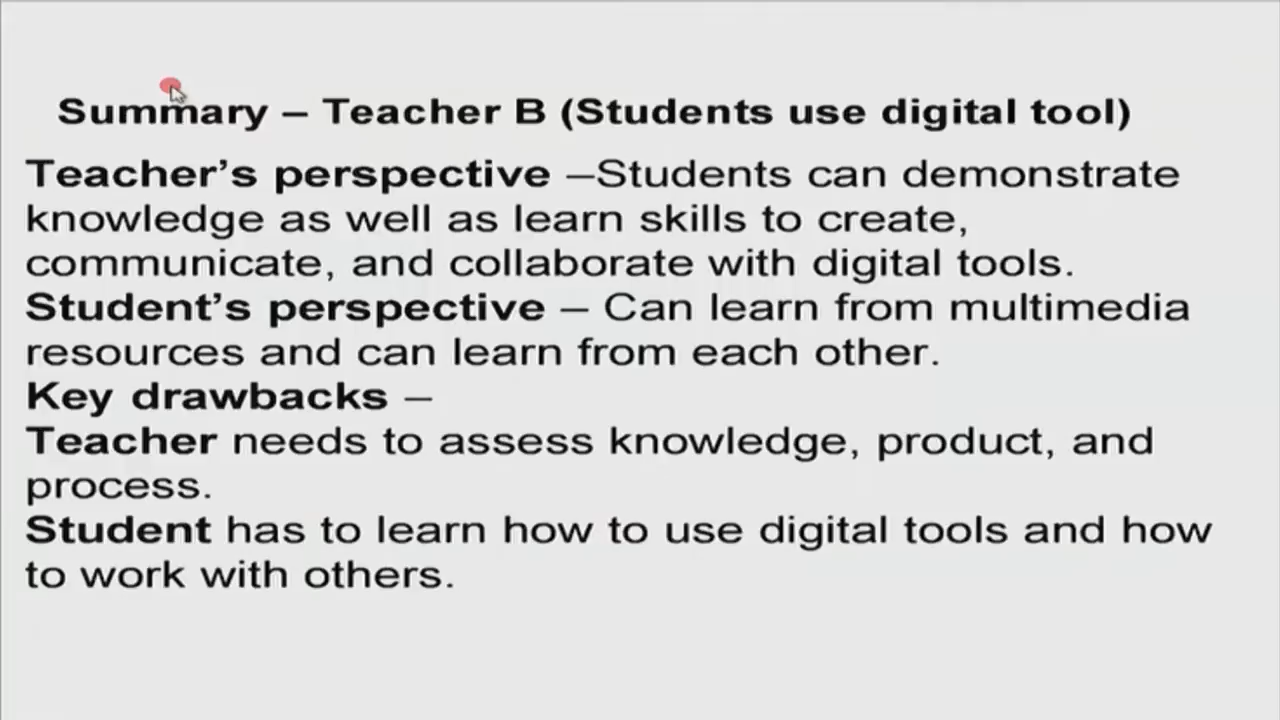 Summary – Teacher B (Students use digital tool)
Teacher’s perspective –Students can demonstrate
knowledge as well as learn skills to create,
communicate, and collaborate with digital tools.
Student’s perspective – Can learn from multimedia
resources and can learn from each other.
Key drawbacks –
Teacher needs to assess knowledge, product, and
process.
Student has to learn how to use digital tools and how
to work with others.